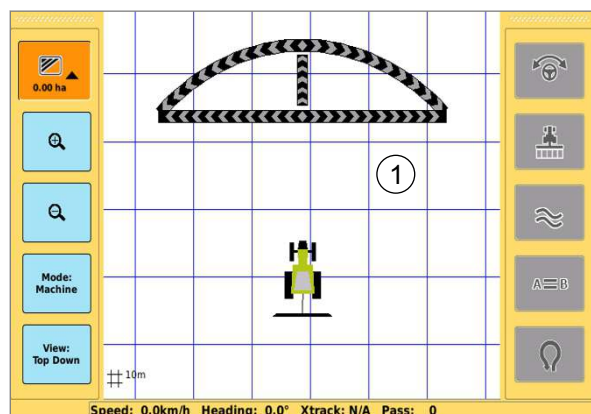 0.00 ha
Mode:
Machine
View:
Top Down
1
10m
A B
Speed: 0.0km/h Heading: 0.0° Xtrack: N/A Pass: 0